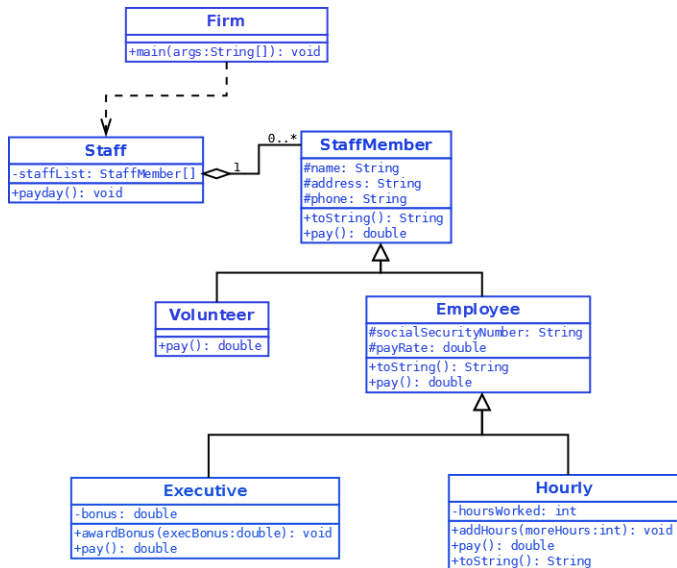 Firm
+main(args:String[]): void
Staff
-staffList: StaffMember[]
+payday(): void
1
0..*
StaffMember
#name: String
#address: String
#phone: String
+toString(): String
+pay(): double
Volunteer
+pay(): double
Employee
#socialSecurityNumber: String
#payRate: double
+toString(): String
+pay(): double
Executive
-bonus: double
+awardBonus(execBonus:double): void
+pay(): double
Hourly
-hoursWorked: int
+addHours(moreHours:int): void
+pay(): double
+toString(): String